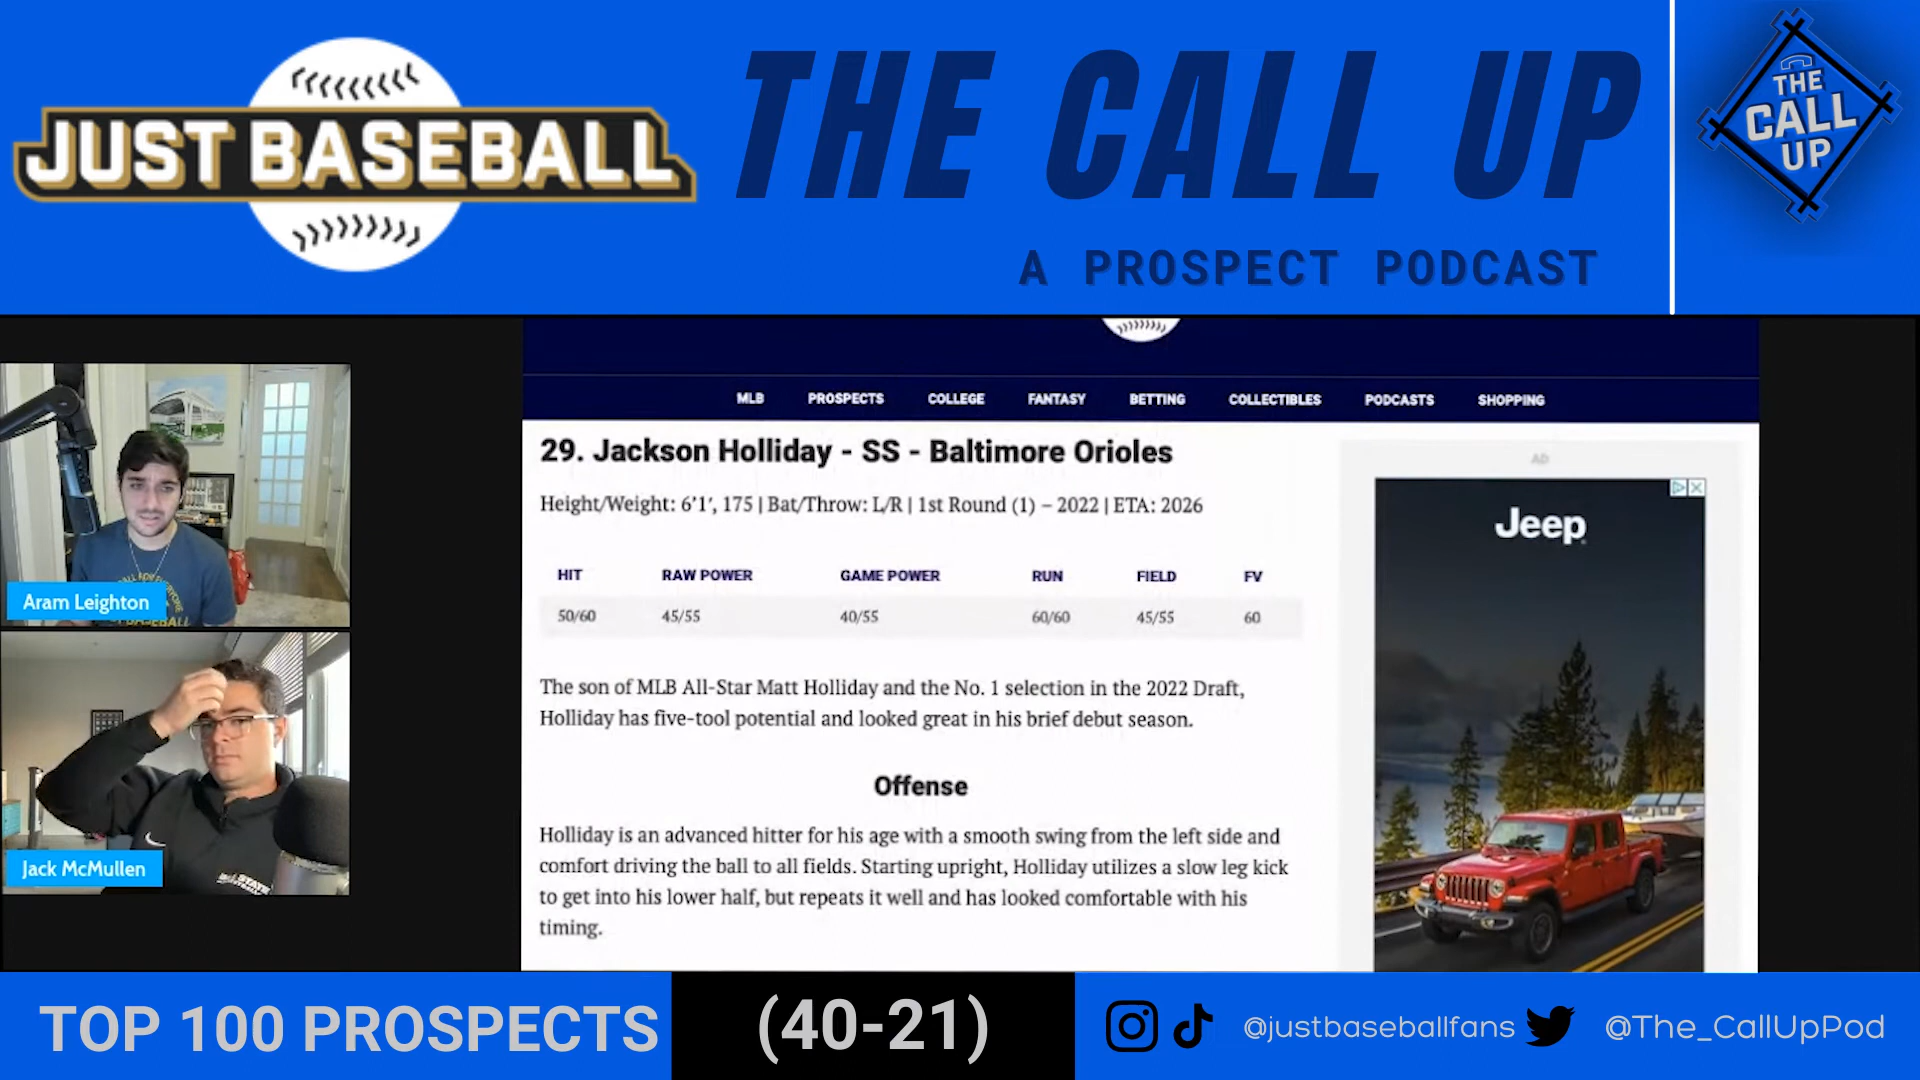 JUST BASEBALL
THE CALL UP
A PROSPECT PODCAST
THE
CALL
UP
MLB PROSPECTS COLLEGE FANTASY BETTING COLLECTIBLES PODCASTS SHOPPING
29. Jackson Holliday - SS - Baltimore Orioles
Height/Weight: 6’1’, 175 | Bat/Throw: L/R | 1st Round (1) – 2022 | ETA: 2026
HIT RAW POWER GAME POWER RUN FIELD FV
50/60 45/55 40/55 60/60 45/55 60
The son of MLB All-Star Matt Holliday and the No. 1 selection in the 2022 Draft,
Holliday has five-tool potential and looked great in his brief debut season.
Offense
Holliday is an advanced hitter for his age with a smooth swing from the left side and
comfort driving the ball to all fields. Starting upright, Holliday utilizes a slow leg kick
to get into his lower half, but repeats it well and has looked comfortable with his
timing.
AD
Jeep
Aram Leighton
Jack McMullen
STATE
TOP 100 PROSPECTS
(40-21)
@justbaseballfans
@The_CallUpPod